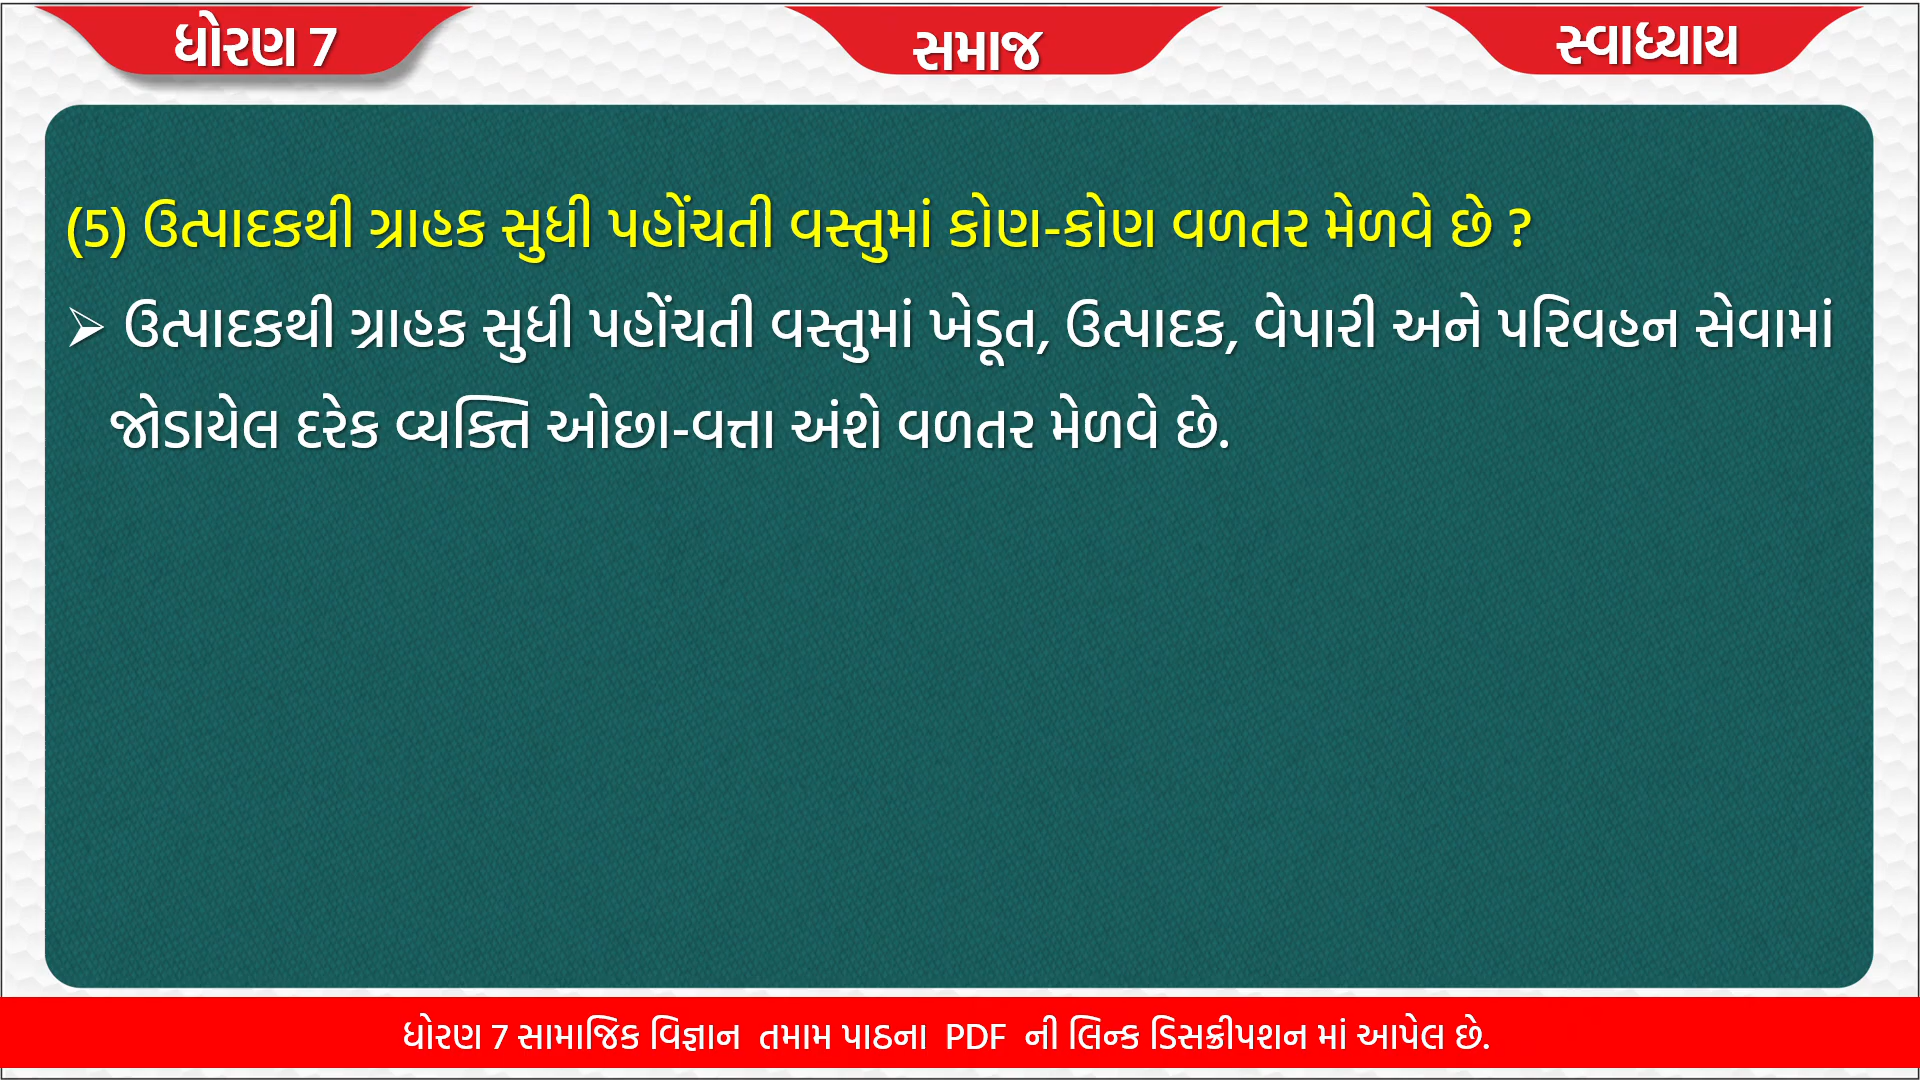 ધોરણ 7
સમાજ
સ્વાધ્યાય
(5) ઉત્પાદકથી ગ્રાહક સુધી પહોંચતી વસ્તુમાં કોણ-કોણ વળતર મેળવે છે ?
➢ ઉત્પાદકથી ગ્રાહક સુધી પહોંચતી વસ્તુમાં ખેડૂત, ઉત્પાદક, વેપારી અને પરિવહન સેવામાં
જોડાયેલ દરેક વ્યક્તિ ઓછા-વત્તા અંશે વળતર મેળવે છે.
ધોરણ 7 સામાજિક વિજ્ઞાન તમામ પાઠના PDF ની લિન્ક ડિસક્રીપશન માં આપેલ છે.